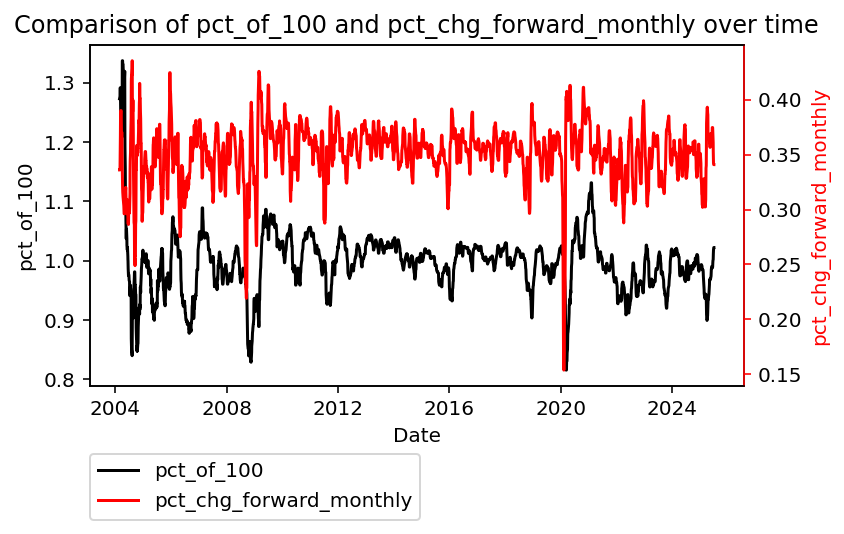 Comparison of pct_of_100 and pct_chg_forward_monthly over time
1.3
1.2
1.1
1.0
0.9
0.8
pct_of_100
0.40
0.35
0.30
0.25
0.20
0.15
pct_chg_forward_monthly
2004 2008 2012 2016 2020 2024
Date
pct_of_100
pct_chg_forward_monthly